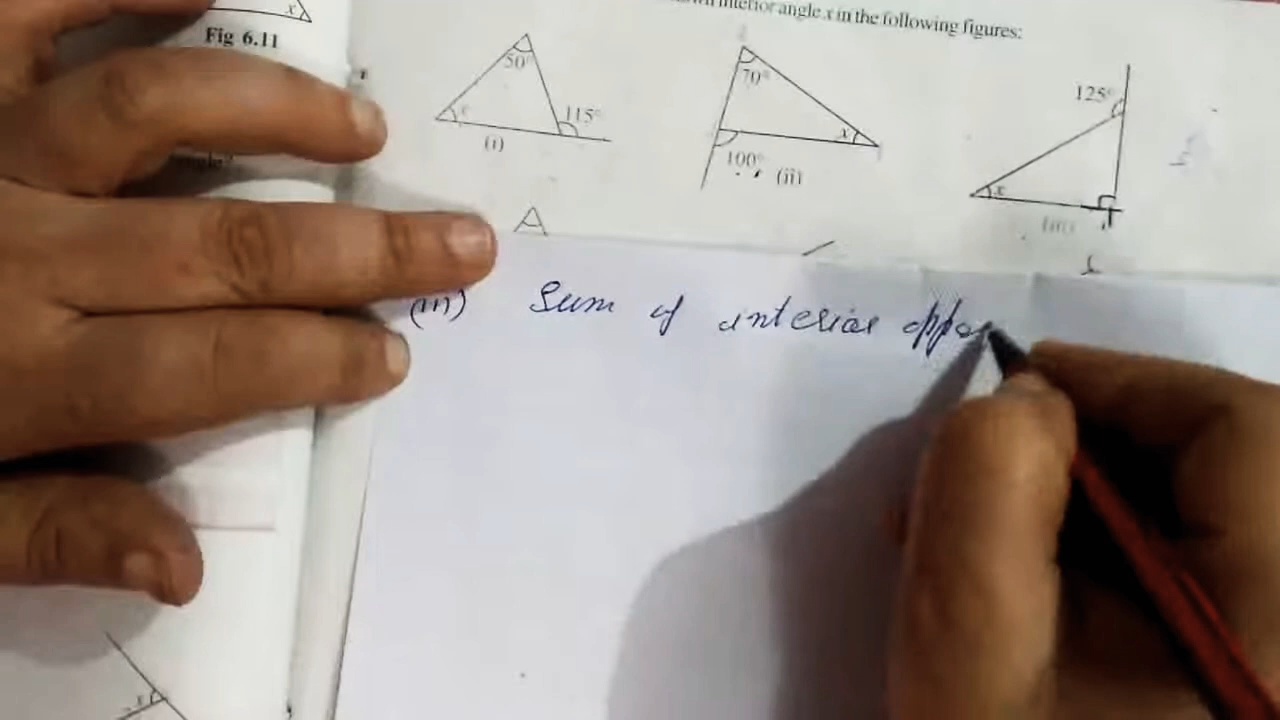 interior angle x in the following figures:
x
Fig 6.11
50°
x
115°
(i)
70°
x
100°
(ii)
125°
x
(iii)
A
(iii) Sum of interior oppos
x